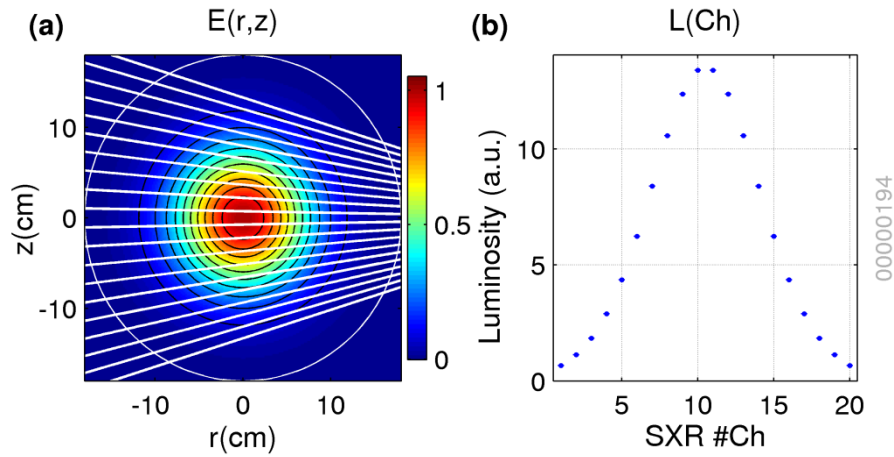 (a) E(r,z)
z(cm)
10
0
-10
-10 0 10
r(cm)
1
0.5
0
(b) L(Ch)
Luminosity (a.u.)
10
5
0
5 10 15 20
SXR #Ch
00000194